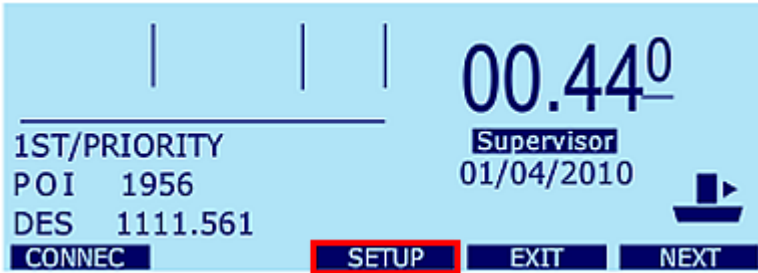 00.44⁰
Supervisor
01/04/2010
1ST/PRIORITY
POI 1956
DES 1111.561
CONNEC SETUP EXIT NEXT